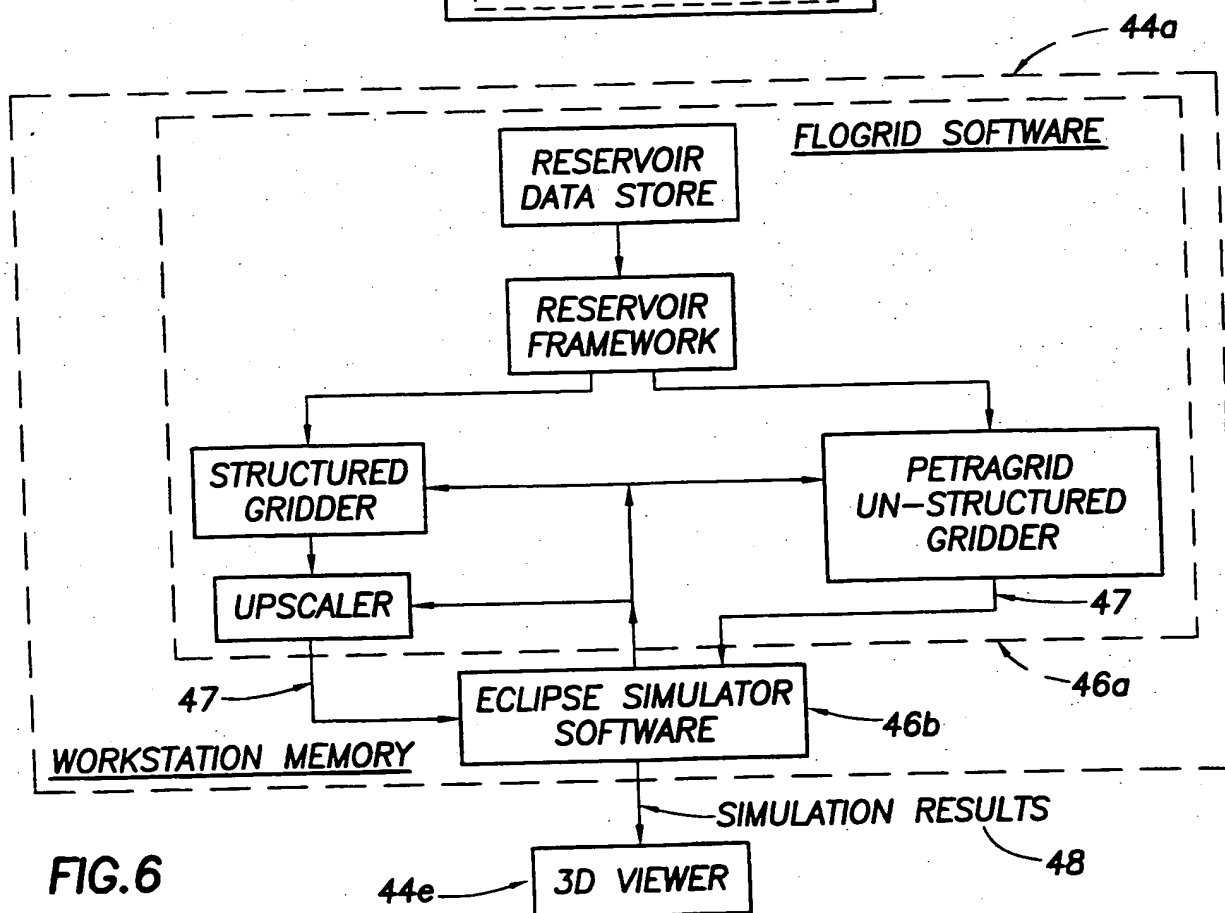 44a
FLOGRID SOFTWARE
RESERVOIR
DATA STORE
RESERVOIR
FRAMEWORK
STRUCTURED
GRIDDER
PETRAGRID
UN-STRUCTURED
GRIDDER
UPSCALER
47
47
46a
ECLIPSE SIMULATOR
SOFTWARE
46b
WORKSTATION MEMORY
SIMULATION RESULTS
48
FIG.6
44e
3D VIEWER